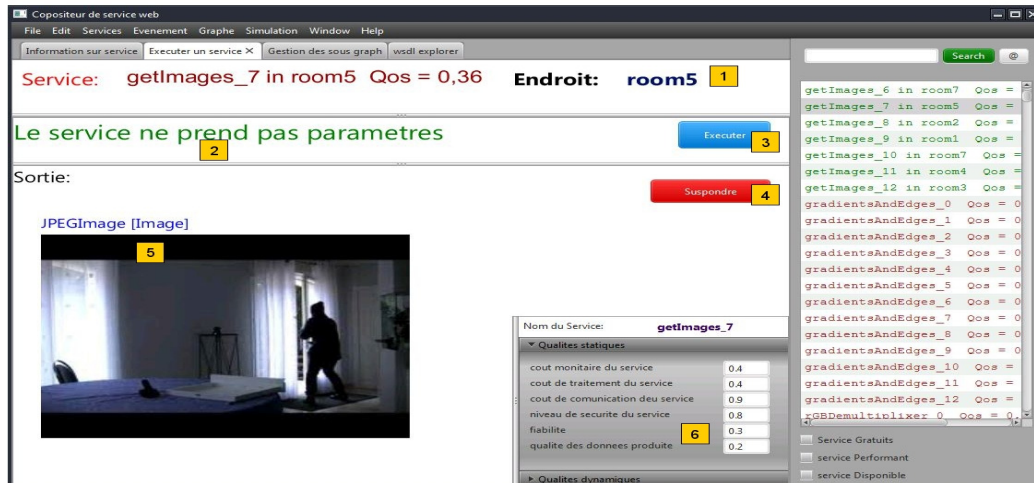 Copositeur de service web
File Edit Services Evenement Graphe Simulation Window Help
Information sur service Executer un service X Gestion des sous graph wsdl explorer
Service: getImages_7 in room5 Qos = 0,36 Endroit: room5 1
Le service ne prend pas parametres
2
Executer 3
Sortie:
Suspondre 4
JPEGImage [Image]
5
Nom du Service: getImages_7
Qualites statiques
cout monitaire du service 0.4
cout de traitement du service 0.4
cout de comunication deu service 0.9
niveau de securite du service 0.8
fiabilite 0.3
6
qualite des donnees produite 0.2
Qualites dynamiques
Search @
getImages_6 in room7 Qos =
getImages_7 in room5 Qos =
getImages_8 in room2 Qos =
getImages_9 in room1 Qos =
getImages_10 in room7 Qos =
getImages_11 in room4 Qos =
getImages_12 in room3 Qos =
gradientsAndEdges_0 Qos = 0
gradientsAndEdges_1 Qos = 0
gradientsAndEdges_2 Qos = 0
gradientsAndEdges_3 Qos = 0
gradientsAndEdges_4 Qos = 0
gradientsAndEdges_5 Qos = 0
gradientsAndEdges_6 Qos = 0
gradientsAndEdges_7 Qos = 0
gradientsAndEdges_8 Qos = 0
gradientsAndEdges_9 Qos = 0
gradientsAndEdges_10 Qos =
gradientsAndEdges_11 Qos =
gradientsAndEdges_12 Qos =
rGBDemultiplixer_0 Qos = 0.
Service Gratuits
service Performant
service Disponible